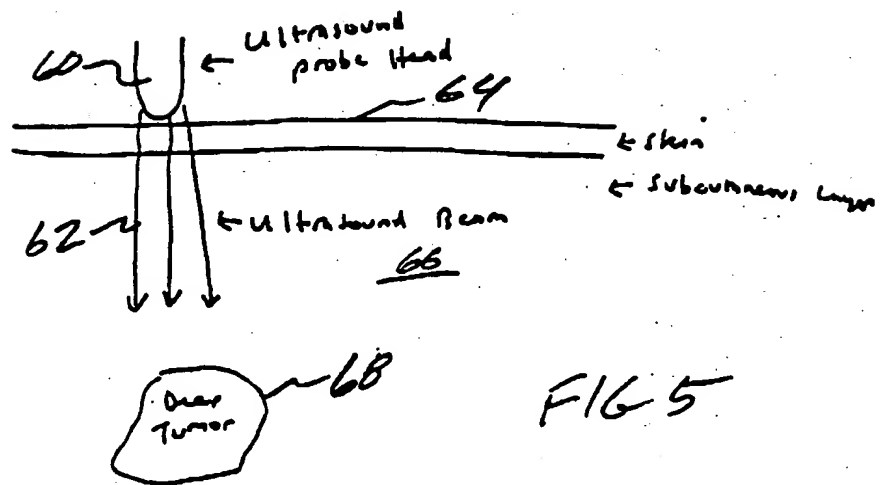 60
← Ultrasound
probe Head
64
← Skin
← Subcutaneous Layer
62
← Ultrasound Beam
66
68
Deep
Tumor
FIG 5